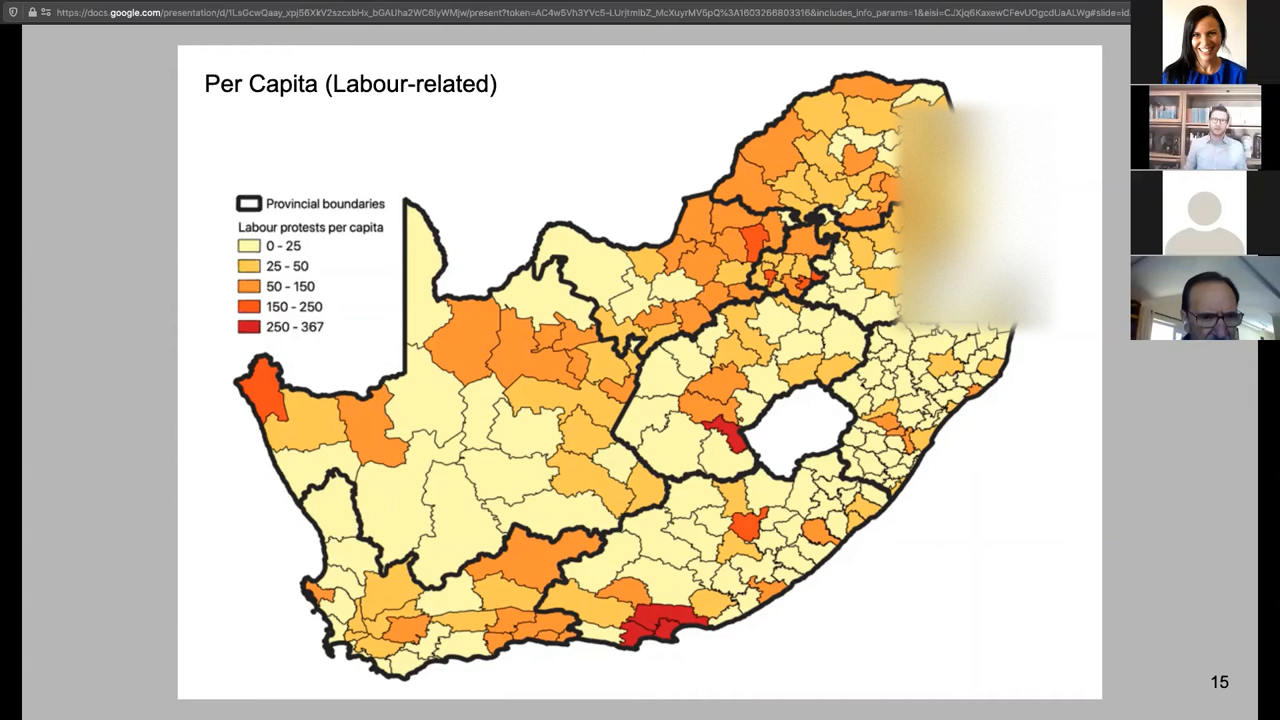 Per Capita (Labour-related)
Provincial boundaries
Labour protests per capita
0 - 25
25 - 50
50 - 150
150 - 250
250 - 367
15